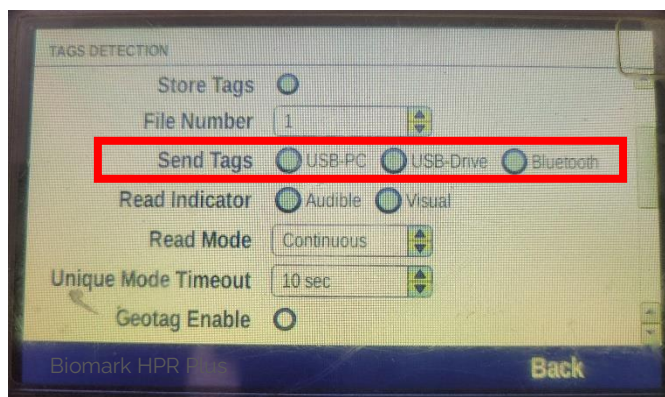 TAGS DETECTION
Store Tags
File Number 1
Send Tags USB-PC USB-Drive Bluetooth
Read Indicator Audible Visual
Read Mode Continuous
Unique Mode Timeout 10 sec
Geotag Enable
Biomark HPR Plus Back